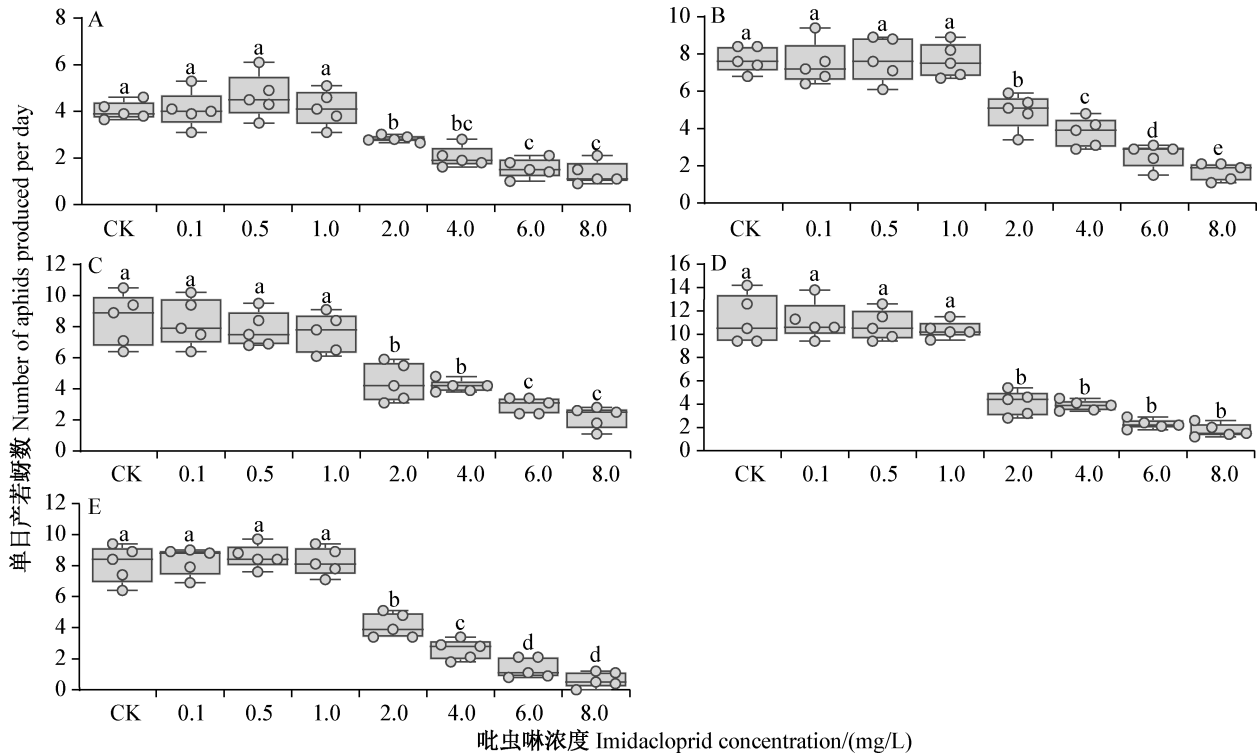 单日产若蚜数 Number of aphids produced per day
A
8
6
4
2
0
a a a a b bc c c
CK 0.1 0.5 1.0 2.0 4.0 6.0 8.0
B
10
8
6
4
2
0
a a a a b c d e
CK 0.1 0.5 1.0 2.0 4.0 6.0 8.0
C
12
10
8
6
4
2
0
a a a a b b c c
CK 0.1 0.5 1.0 2.0 4.0 6.0 8.0
D
16
14
12
10
8
6
4
2
0
a a a a b b b b
CK 0.1 0.5 1.0 2.0 4.0 6.0 8.0
E
12
10
8
6
4
2
0
a a a a b c d d
CK 0.1 0.5 1.0 2.0 4.0 6.0 8.0
吡虫啉浓度 Imidacloprid concentration/(mg/L)